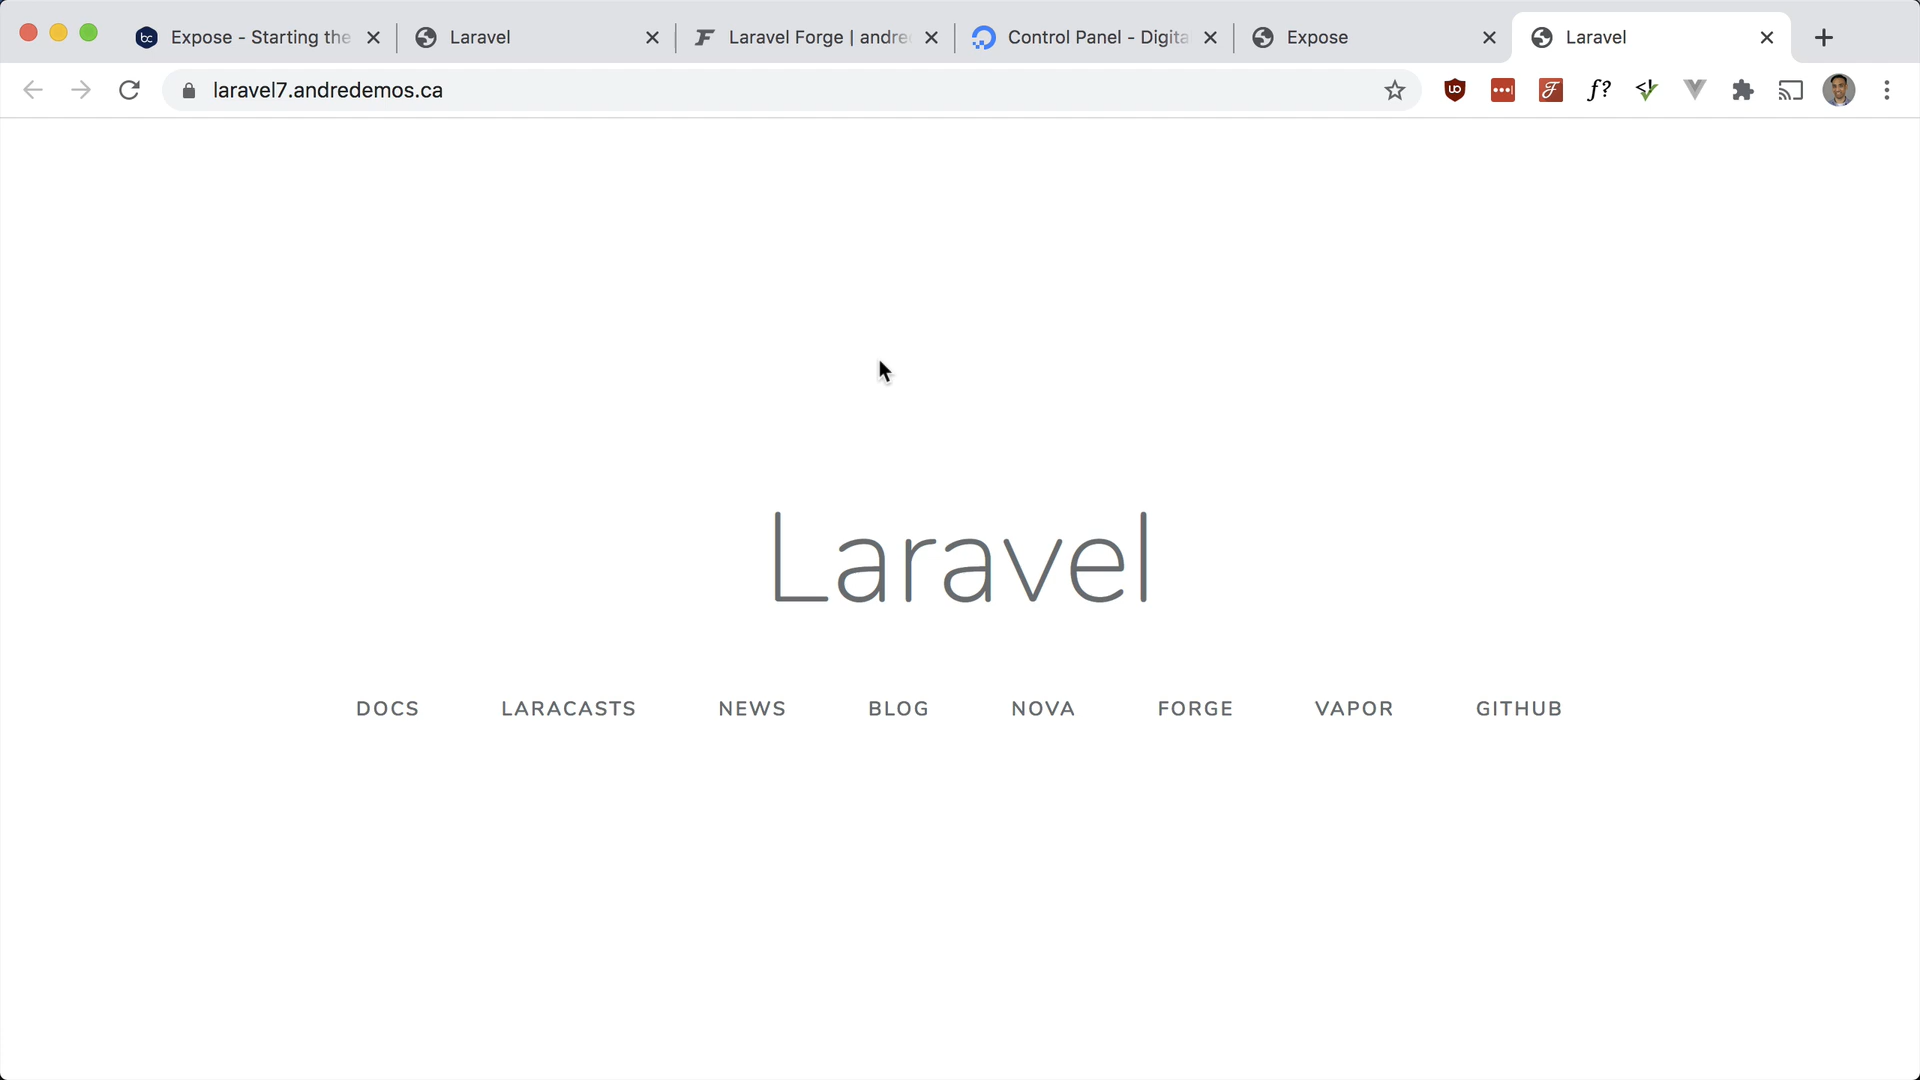 Expose - Starting the
Laravel
Laravel Forge | andre
Control Panel - Digita
Expose
Laravel
laravel7.andredemos.ca
f?
Laravel
DOCS LARACASTS NEWS BLOG NOVA FORGE VAPOR GITHUB